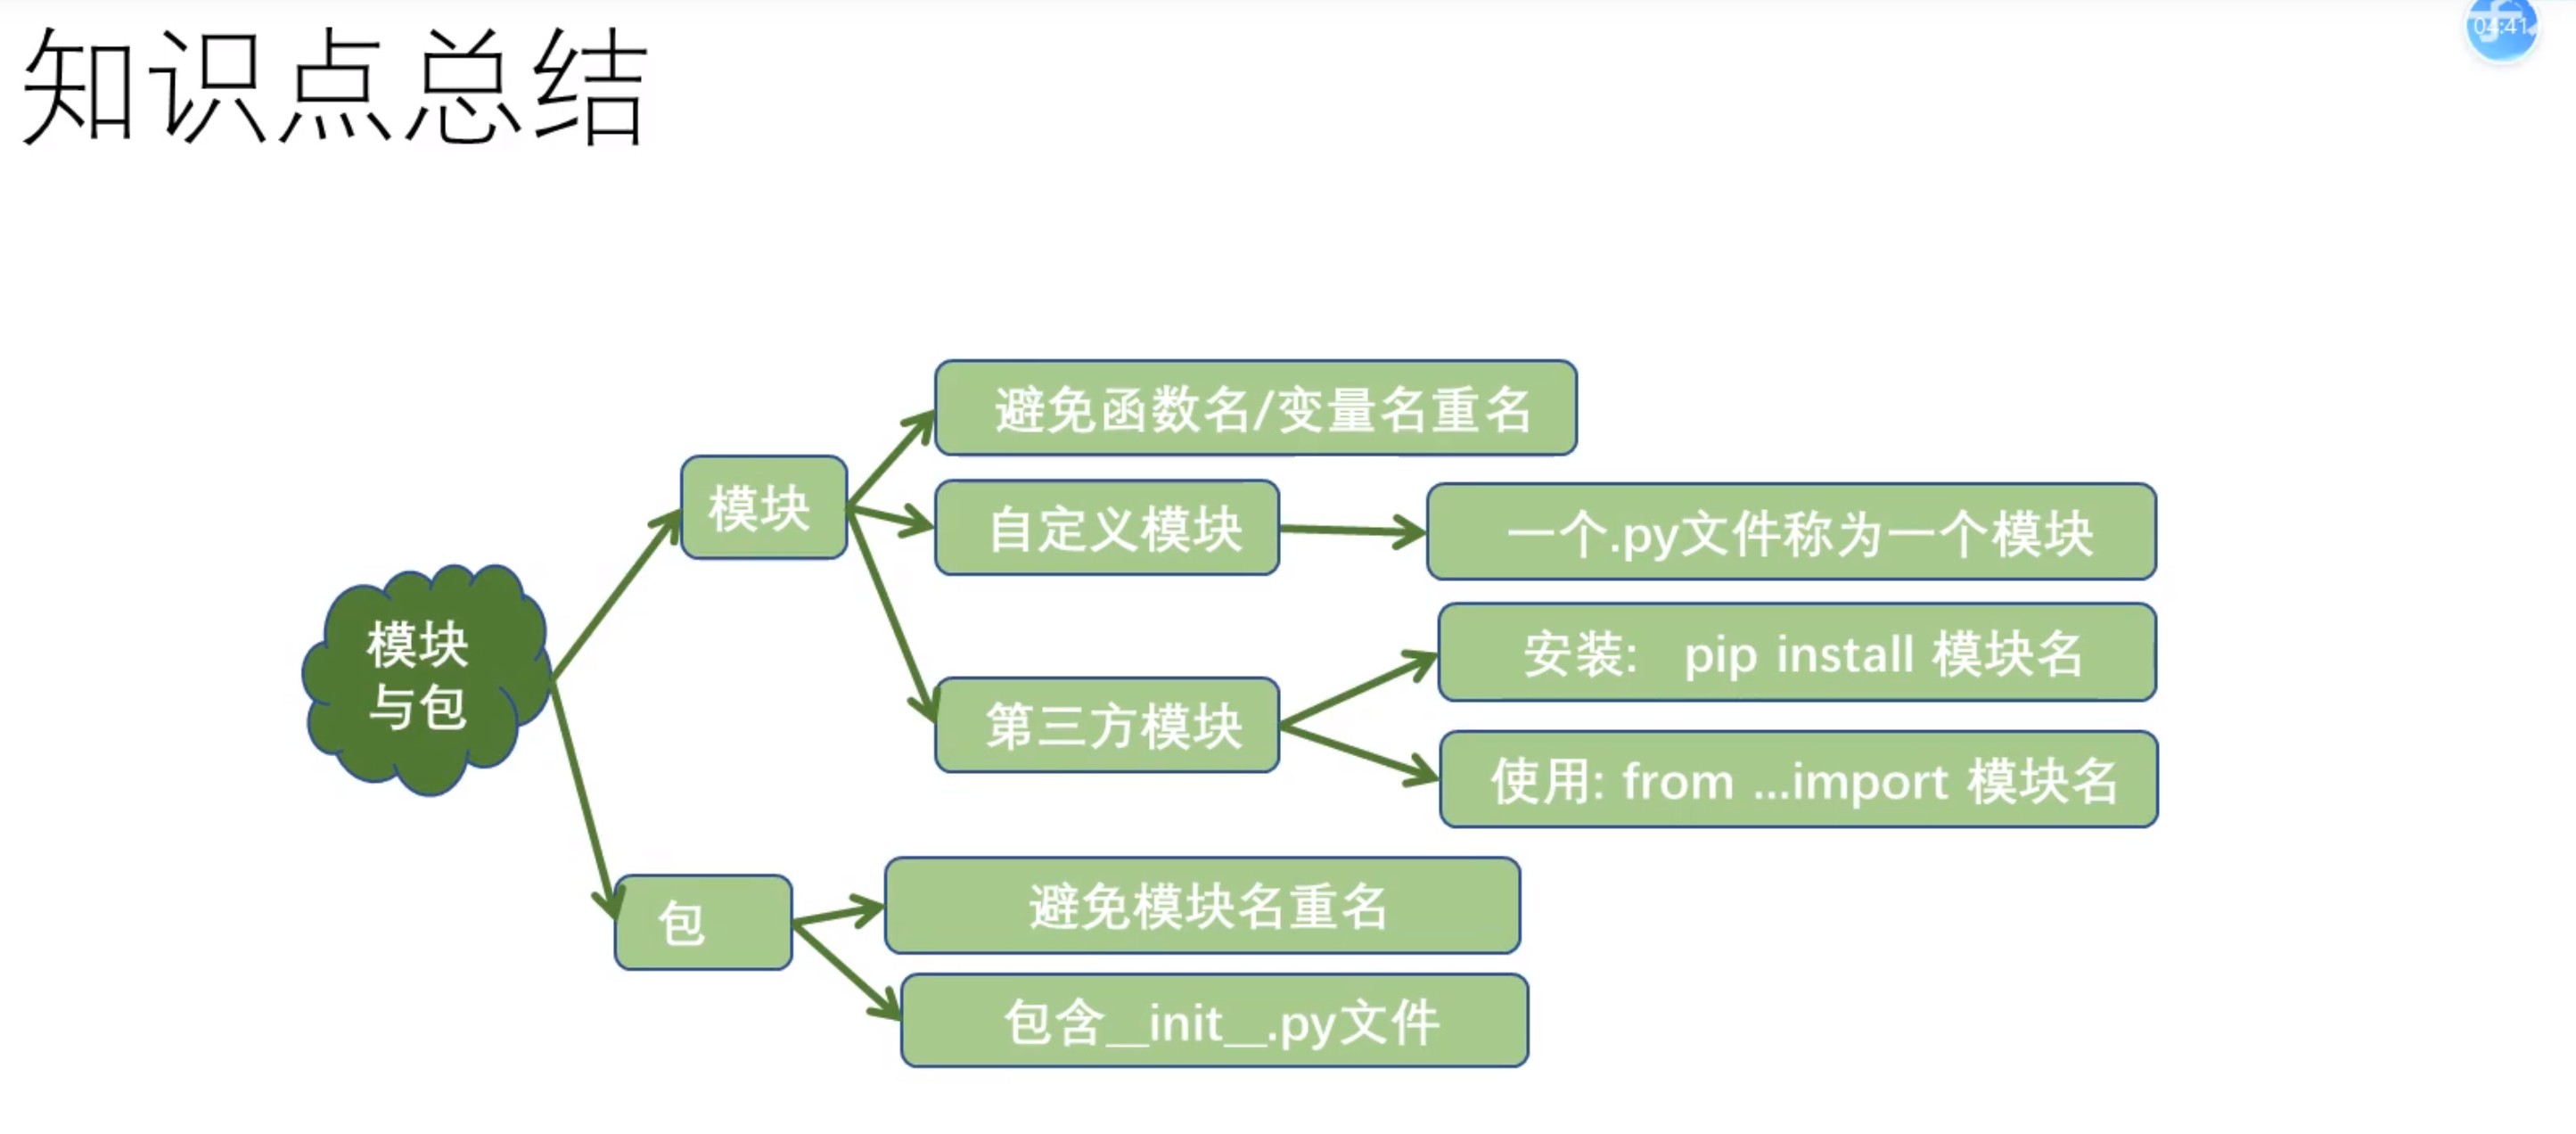 知识点总结
04:41
避免函数名/变量名重名
模块
自定义模块
一个.py文件称为一个模块
模块
与包
安装: pip install 模块名
第三方模块
使用: from ...import 模块名
包
避免模块名重名
包含__init__.py文件